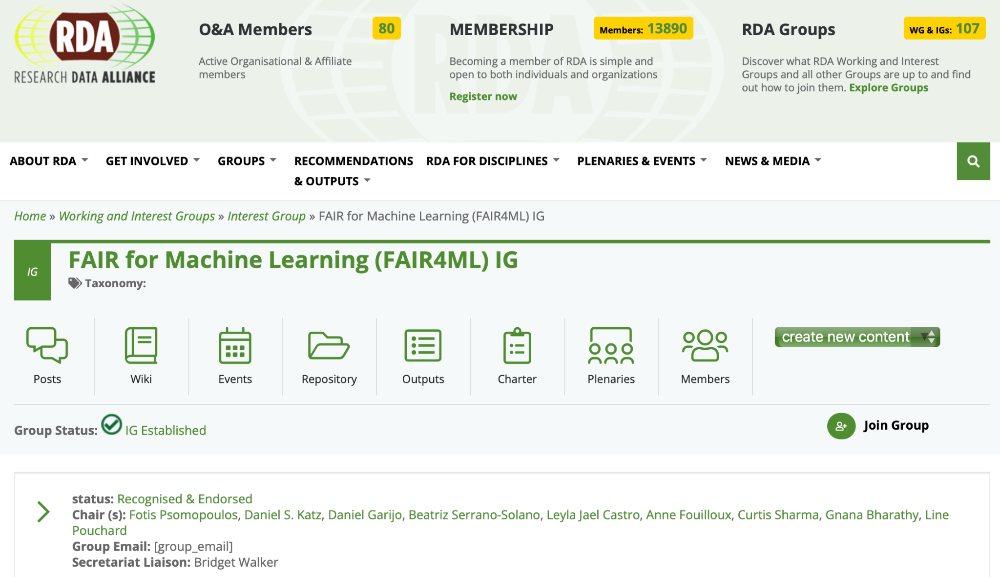 RDA
RESEARCH DATA ALLIANCE
O&A Members
80
Active Organisational & Affiliate
members
MEMBERSHIP
Members: 13890
Becoming a member of RDA is simple and
open to both individuals and organizations
Register now
RDA Groups
WG & IGs: 107
Discover what RDA Working and Interest
Groups and all other Groups are up to and find
out how to join them. Explore Groups
ABOUT RDA
GET INVOLVED
GROUPS
RECOMMENDATIONS
& OUTPUTS
RDA FOR DISCIPLINES
PLENARIES & EVENTS
NEWS & MEDIA
Home » Working and Interest Groups » Interest Group » FAIR for Machine Learning (FAIR4ML) IG
IG
FAIR for Machine Learning (FAIR4ML) IG
Taxonomy:
Posts
Wiki
Events
Repository
Outputs
Charter
Plenaries
Members
create new content
Group Status: IG Established
Join Group
status: Recognised & Endorsed
Chair (s): Fotis Psomopoulos, Daniel S. Katz, Daniel Garijo, Beatriz Serrano-Solano, Leyla Jael Castro, Anne Fouilloux, Curtis Sharma, Gnana Bharathy, Line
Pouchard
Group Email: [group_email]
Secretariat Liaison: Bridget Walker